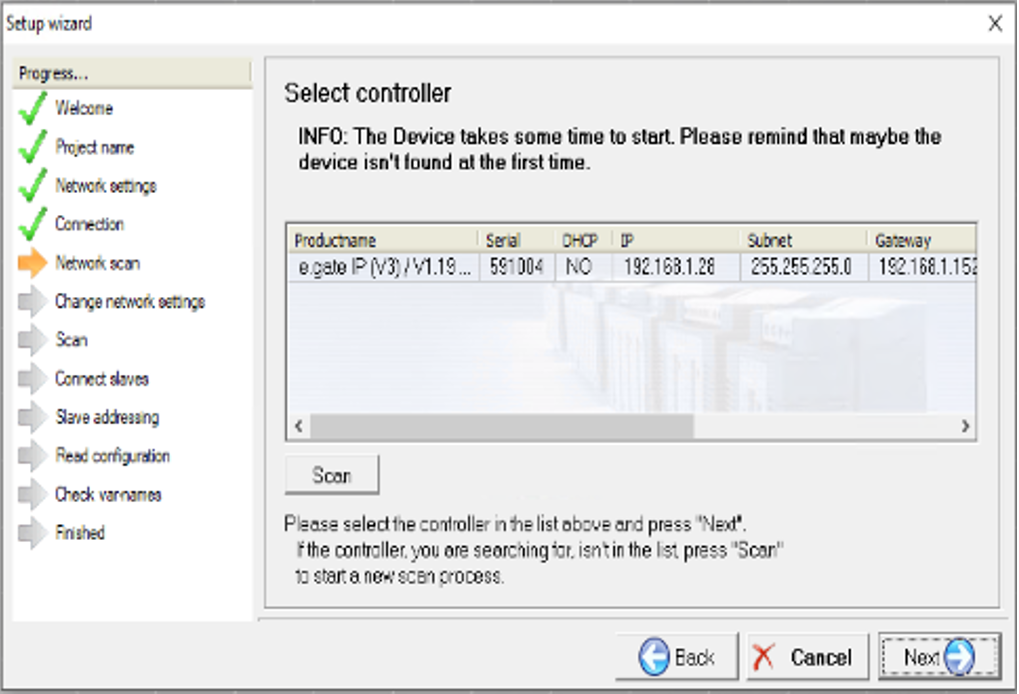 Setup wizard
Progress...
Welcome
Project name
Network settings
Connection
Network scan
Change network settings
Scan
Connect slaves
Slave addressing
Read configuration
Check var-names
Finished
Select controller
INFO: The Device takes some time to start. Please remind that maybe the
device isn't found at the first time.
Productname Serial DHCP IP Subnet Gateway
e.gate IP (V3) / V1.19... 591004 NO 192.168.1.28 255.255.255.0 192.168.1.152
Scan
Please select the controller in the list above and press "Next".
If the controller, you are searching for, isn't in the list, press "Scan"
to start a new scan process.
Back Cancel Next